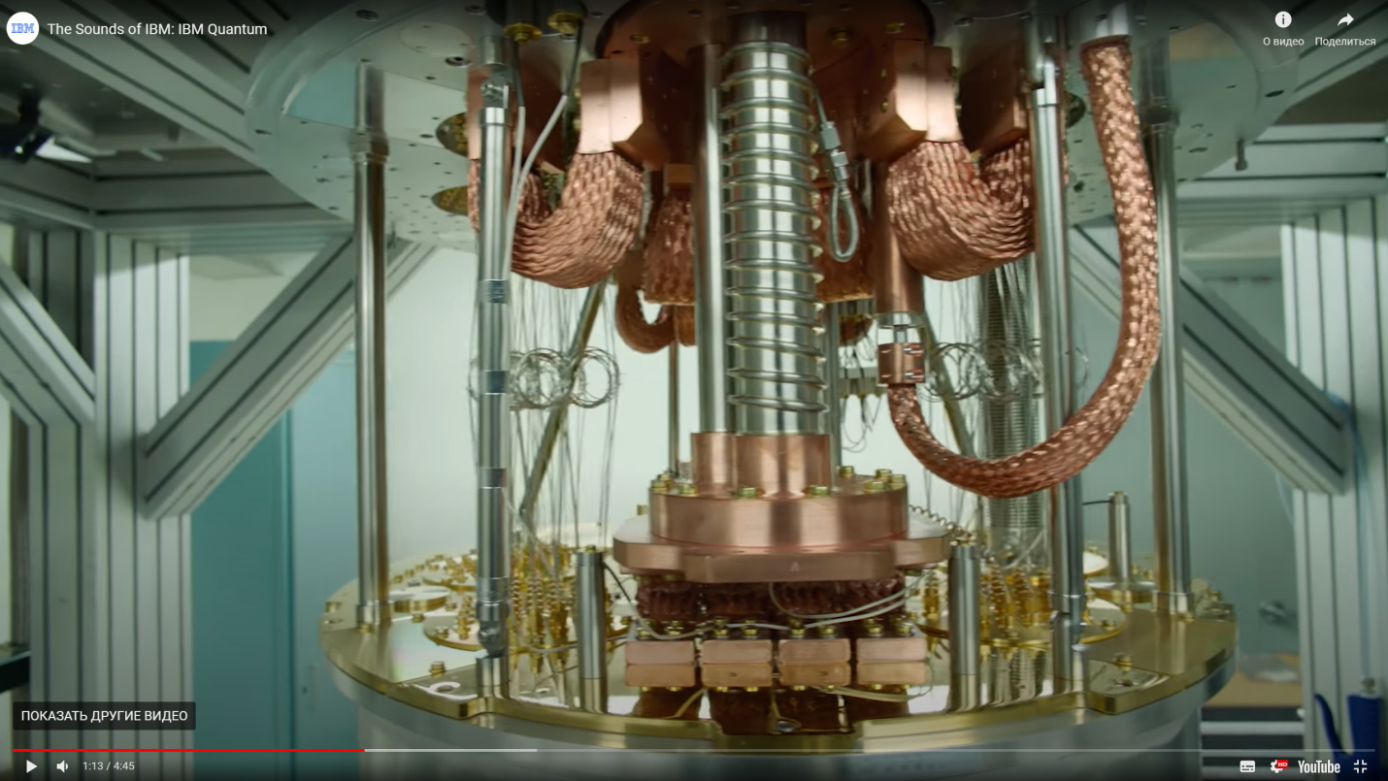 IBM
The Sounds of IBM: IBM Quantum
О видео
Поделиться
ПОКАЗАТЬ ДРУГИЕ ВИДЕО
1:13 / 4:45
HD
YouTube